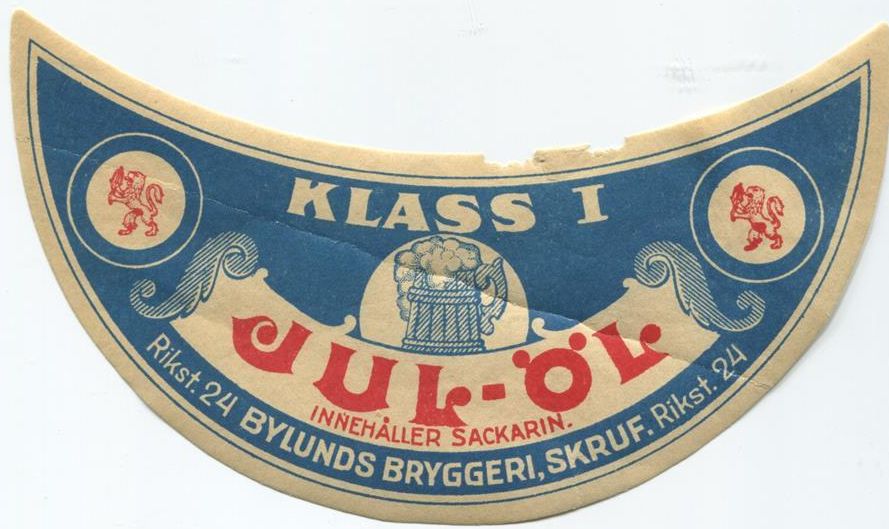 KLASS I
JUL-ÖL
INNEHÅLLER SACKARIN.
Rikst. 24 BYLUNDS BRYGGERI, SKRUF. Rikst. 24